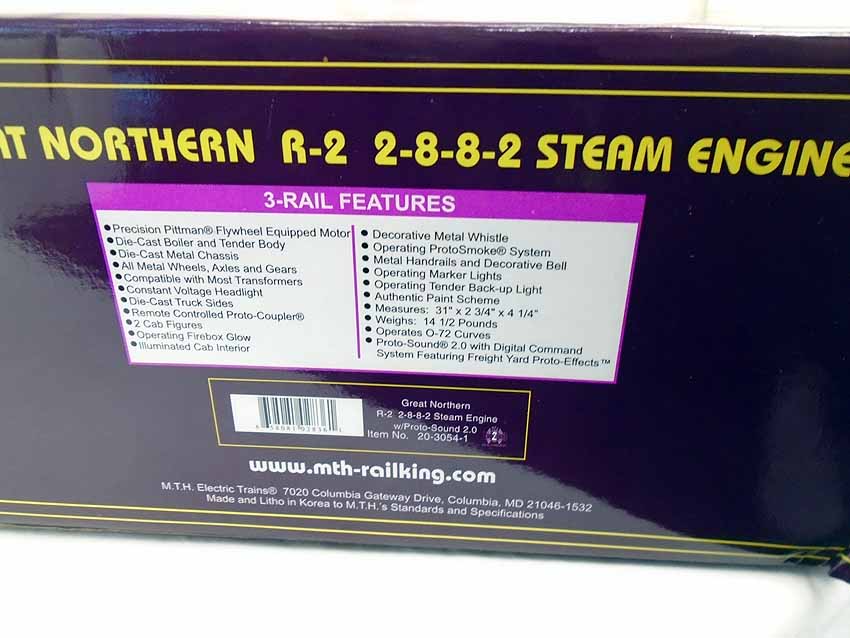 AT NORTHERN R-2 2-8-8-2 STEAM ENGINE
3-RAIL FEATURES
• Precision Pittman® Flywheel Equipped Motor
• Die-Cast Boiler and Tender Body
• Die-Cast Metal Chassis
• All Metal Wheels, Axles and Gears
• Compatible with Most Transformers
• Constant Voltage Headlight
• Die-Cast Truck Sides
• Remote Controlled Proto-Coupler®
• 2 Cab Figures
• Operating Firebox Glow
• Illuminated Cab Interior
• Decorative Metal Whistle
• Operating ProtoSmoke® System
• Metal Handrails and Decorative Bell
• Operating Marker Lights
• Operating Tender Back-up Light
• Authentic Paint Scheme
• Measures: 31" x 2 3/4" x 4 1/4"
• Weighs: 14 1/2 Pounds
• Operates O-72 Curves
• Proto-Sound® 2.0 with Digital Command
System Featuring Freight Yard Proto-Effects™
Great Northern
R-2 2-8-8-2 Steam Engine
w/Proto-Sound 2.0
Item No. 20-3054-1
www.mth-railking.com
M.T.H. Electric Trains® 7020 Columbia Gateway Drive, Columbia, MD 21046-1532
Made and Litho in Korea to M.T.H.'s Standards and Specifications